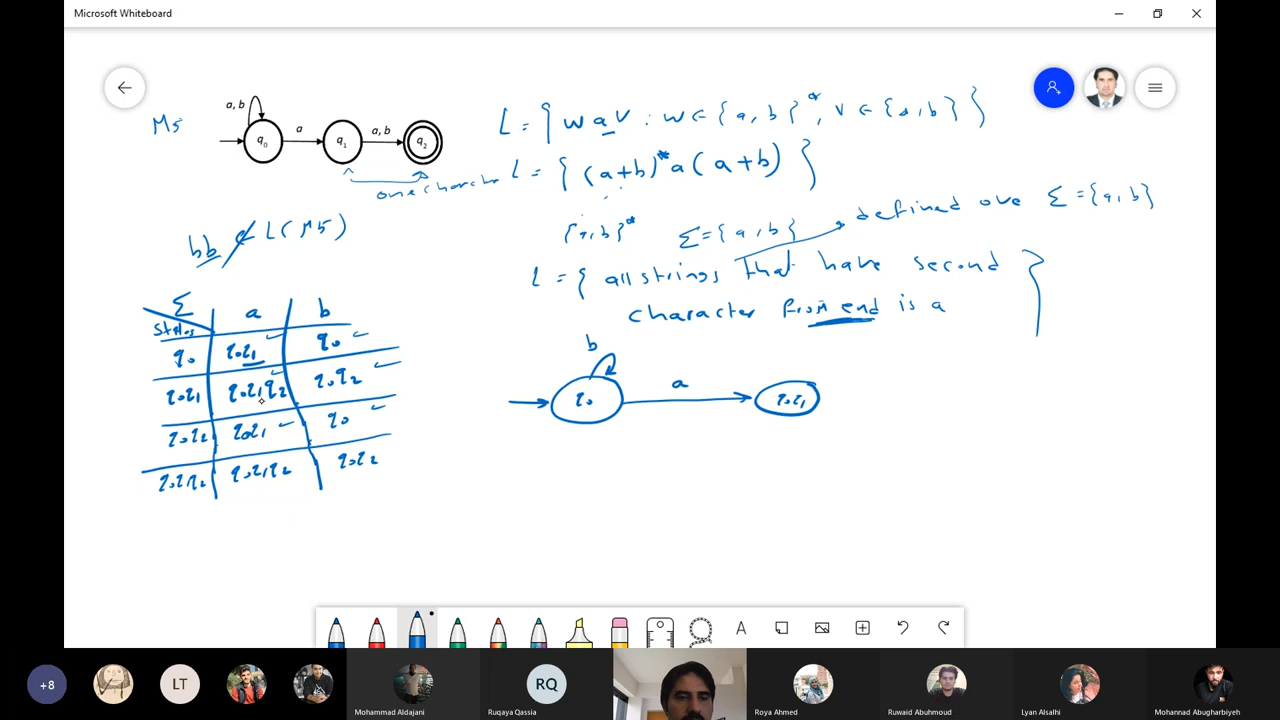 Microsoft Whiteboard
M5
a, b
q0
a
q1
a, b
q2
L = { w a v : w ∈ { a, b }*, v ∈ { a, b } }
L = { (a+b)* a (a+b) }
one charcter
{a,b}*
Σ = { a, b }
defined ove Σ = {a, b}
bb ∉ L(M5)
L = { all strings that have second
character from end is a }
Σ a b
States
q0 q0q1 q0
q0q1 q0q1q2 q0q2
q0q2 q0q1 q0
q0q1q2 q0q1q2 q0q2
b
q0
a
q0q1
A
+8
LT
RQ
Mohammad Aldajani
Ruqaya Qassia
Roya Ahmed
Ruwaid Abuhmoud
Lyan Alsalhi
Mohannad Abugharbiyeh